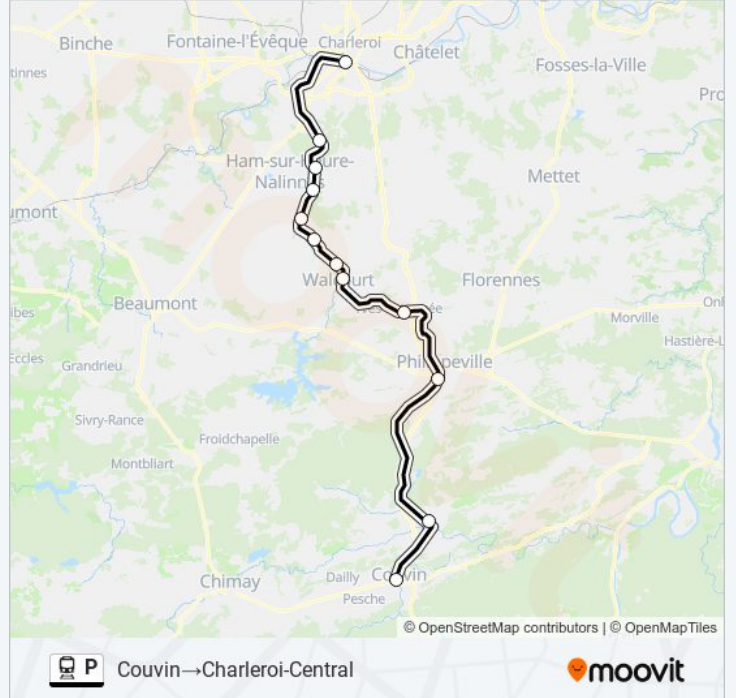 Binche
Fontaine-l'Évêque
Charleroi
Châtelet
Fosses-la-Ville
tinnes
Pro
Ham-sur-Heure-
Nalinnes
Mettet
umont
Walcourt
Florennes
Beaumont
ée
Onh
ibes
Morville
Hastière-L
Eccles
Grandrieu
Philippeville
Sivry-Rance
Froidchapelle
Montbliart
Chimay
Dailly
Couvin
Pesche
© OpenStreetMap contributors | © OpenMapTiles
P Couvin→Charleroi-Central
moovit